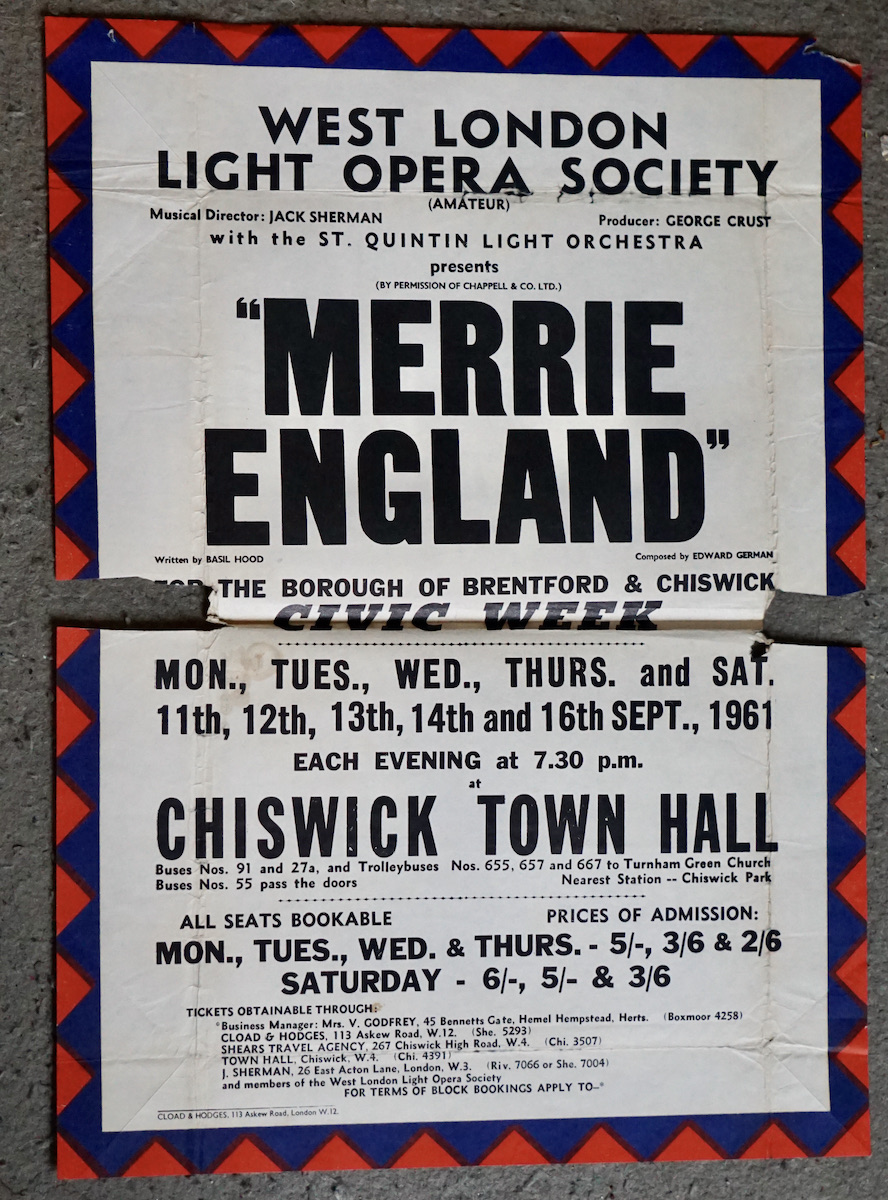 WEST LONDON
LIGHT OPERA SOCIETY
(AMATEUR)
Musical Director: JACK SHERMAN Producer: GEORGE CRUST
with the ST. QUINTIN LIGHT ORCHESTRA
presents
(BY PERMISSION OF CHAPPELL & CO. LTD.)
“MERRIE
ENGLAND”
Written by BASIL HOOD Composed by EDWARD GERMAN
FOR THE BOROUGH OF BRENTFORD & CHISWICK
CIVIC WEEK
MON., TUES., WED., THURS. and SAT.
11th, 12th, 13th, 14th and 16th SEPT., 1961
EACH EVENING at 7.30 p.m.
at
CHISWICK TOWN HALL
Buses Nos. 91 and 27a, and Trolleybuses Nos. 655, 657 and 667 to Turnham Green Church
Buses Nos. 55 pass the doors Nearest Station -- Chiswick Park
ALL SEATS BOOKABLE PRICES OF ADMISSION:
MON., TUES., WED. & THURS. - 5/-, 3/6 & 2/6
SATURDAY - 6/-, 5/- & 3/6
TICKETS OBTAINABLE THROUGH:
*Business Manager: Mrs. V. GODFREY, 45 Bennetts Gate, Hemel Hempstead, Herts. (Boxmoor 4258)
CLOAD & HODGES, 113 Askew Road, W.12. (She. 5293)
SHEARS TRAVEL AGENCY, 267 Chiswick High Road, W.4. (Chi. 3507)
TOWN HALL, Chiswick, W.4. (Chi. 4391)
J. SHERMAN, 26 East Acton Lane, London, W.3. (Riv. 7066 or She. 7004)
and members of the West London Light Opera Society
FOR TERMS OF BLOCK BOOKINGS APPLY TO—*
CLOAD & HODGES, 113 Askew Road, London W.12.